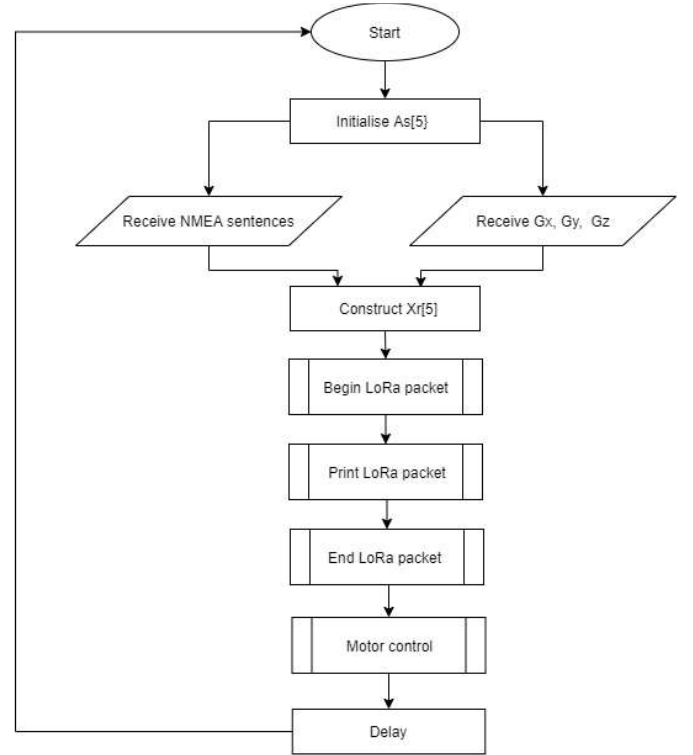 Start
Initialise As[5}
Receive NMEA sentences
Receive Gx, Gy, Gz
Construct Xr[5]
Begin LoRa packet
Print LoRa packet
End LoRa packet
Motor control
Delay